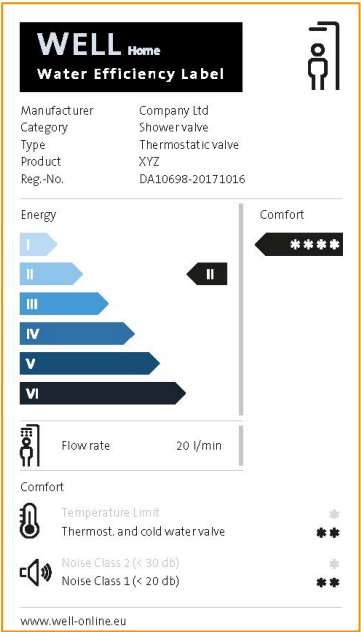 WELL Home
Water Efficiency Label
Manufacturer Company Ltd
Category Shower valve
Type Thermostatic valve
Product XYZ
Reg.-No. DA10698-20171016
Energy Comfort
I ****
II II
III
IV
V
VI
Flow rate 20 l/min
Comfort
Temperature Limit *
Thermost. and cold water valve **
Noise Class 2 (< 30 db) *
Noise Class 1 (< 20 db) **
www.well-online.eu